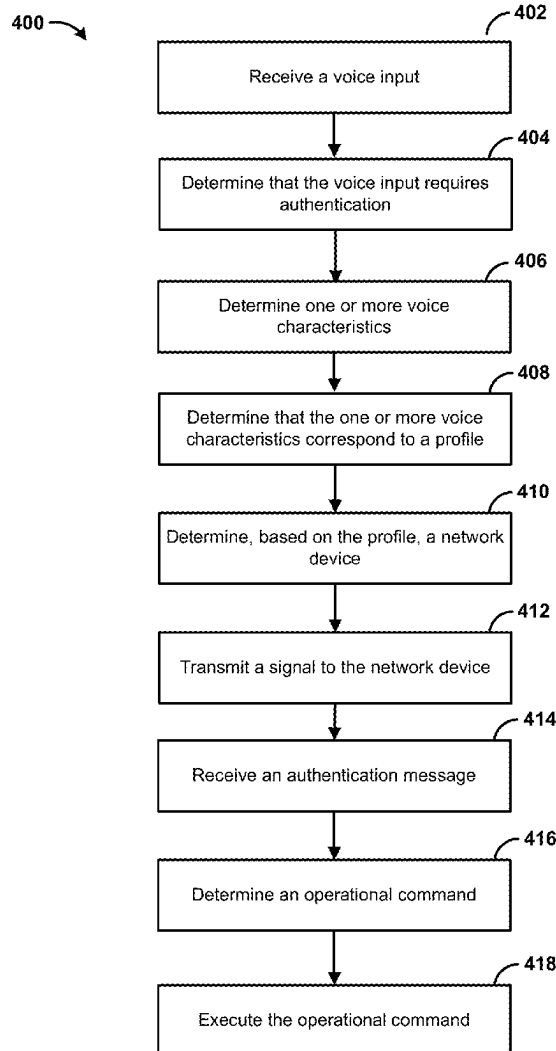 400
402
Receive a voice input
404
Determine that the voice input requires
authentication
406
Determine one or more voice
characteristics
408
Determine that the one or more voice
characteristics correspond to a profile
410
Determine, based on the profile, a network
device
412
Transmit a signal to the network device
414
Receive an authentication message
416
Determine an operational command
418
Execute the operational command